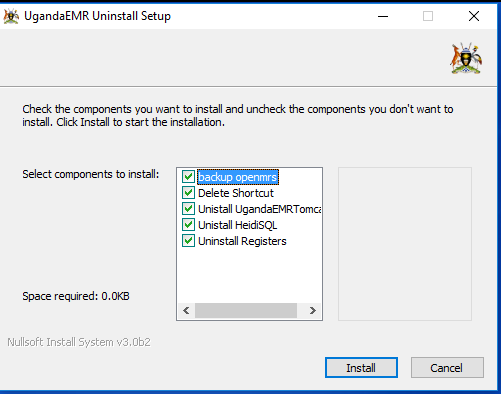 UgandaEMR Uninstall Setup
Check the components you want to install and uncheck the components you don't want to
install. Click Install to start the installation.
Select components to install:
backup openmrs
Delete Shortcut
Unistall UgandaEMRTomca
Unistall HeidiSQL
Uninstall Registers
Space required: 0.0KB
Nullsoft Install System v3.0b2
Install
Cancel